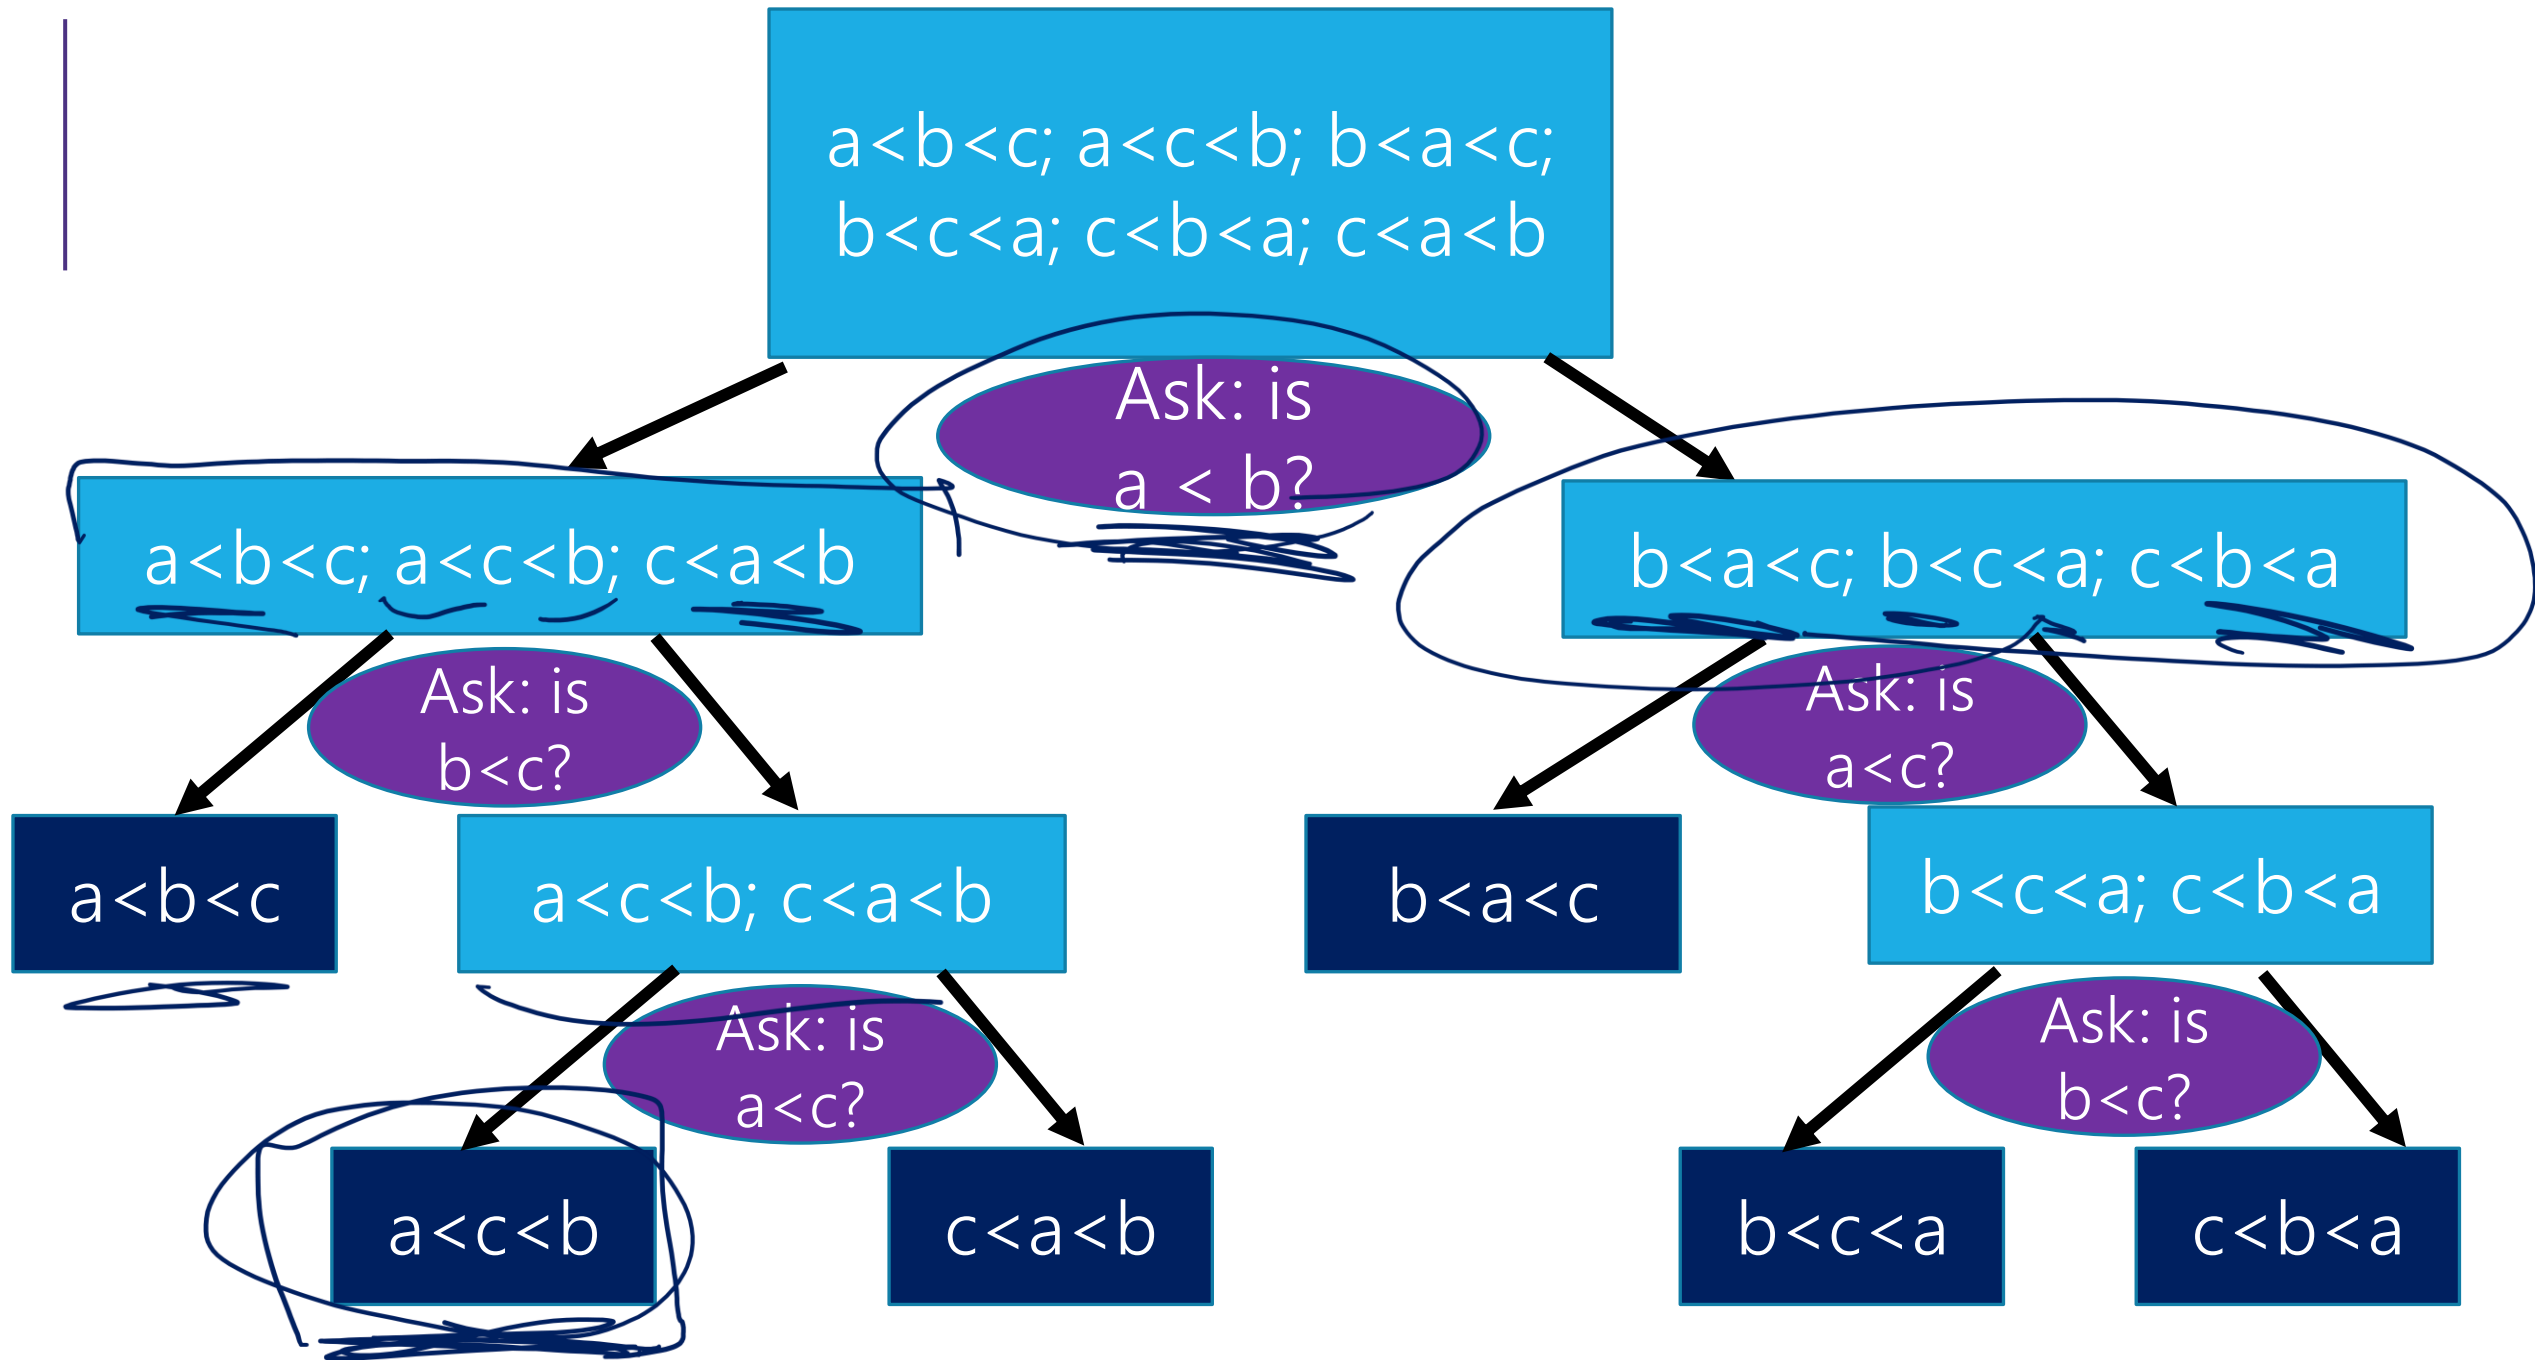 a<b<c; a<c<b; b<a<c;
b<c<a; c<b<a; c<a<b
Ask: is
a < b?
a<b<c; a<c<b; c<a<b
b<a<c; b<c<a; c<b<a
Ask: is
b<c?
Ask: is
a<c?
a<b<c
a<c<b; c<a<b
b<a<c
b<c<a; c<b<a
Ask: is
a<c?
Ask: is
b<c?
a<c<b
c<a<b
b<c<a
c<b<a